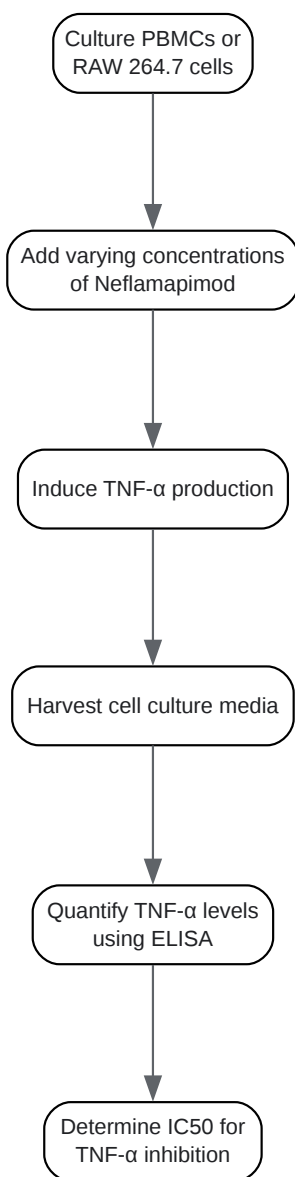 Culture PBMCs or
RAW 264.7 cells
Add varying concentrations
of Neflamapimod
Induce TNF-α production
Harvest cell culture media
Quantify TNF-α levels
using ELISA
Determine IC50 for
TNF-α inhibition